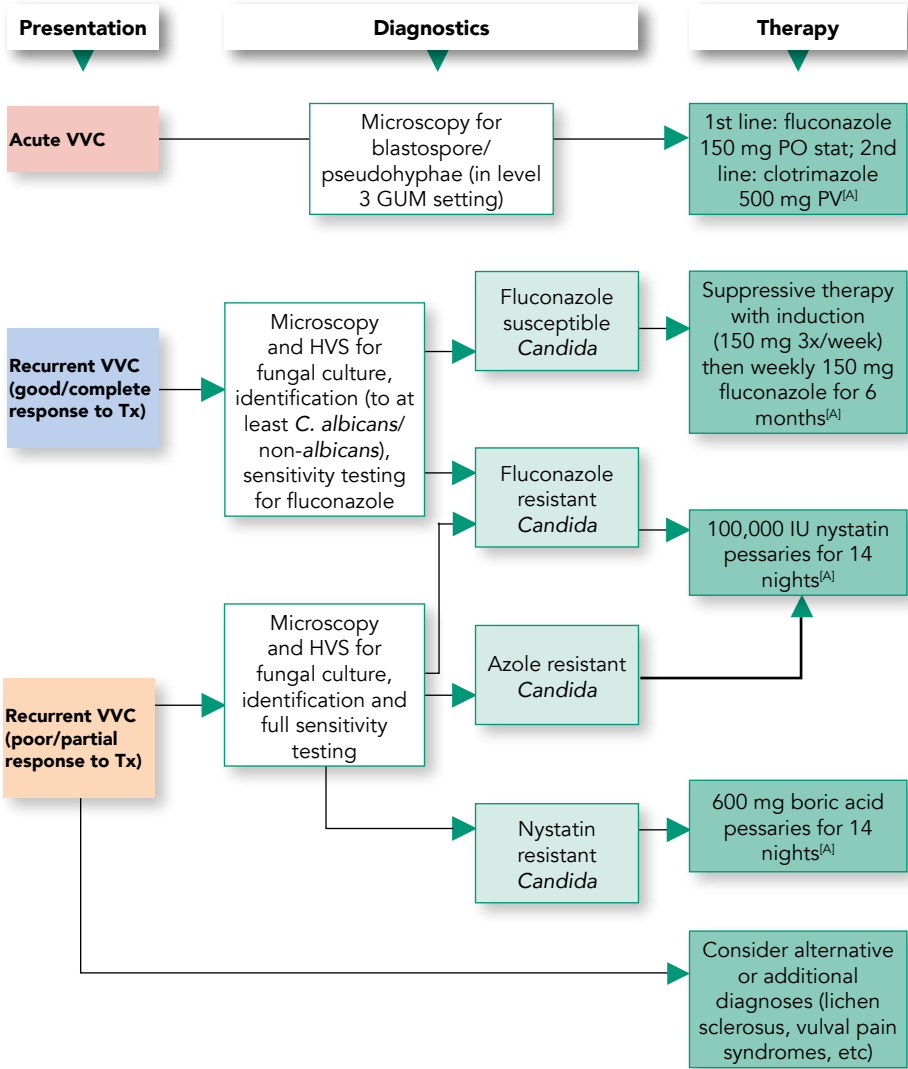 Presentation
Diagnostics
Therapy
Acute VVC
Microscopy for
blastospore/
pseudohyphae (in level
3 GUM setting)
1st line: fluconazole
150 mg PO stat; 2nd
line: clotrimazole
500 mg PV[A]
Recurrent VVC
(good/complete
response to Tx)
Microscopy
and HVS for
fungal culture,
identification (to at
least C. albicans/
non-albicans),
sensitivity testing
for fluconazole
Fluconazole
susceptible
Candida
Suppressive therapy
with induction
(150 mg 3x/week)
then weekly 150 mg
fluconazole for 6
months[A]
Fluconazole
resistant
Candida
100,000 IU nystatin
pessaries for 14
nights[A]
Recurrent VVC
(poor/partial
response to Tx)
Microscopy
and HVS for
fungal culture,
identification and
full sensitivity
testing
Azole resistant
Candida
Nystatin
resistant
Candida
600 mg boric acid
pessaries for 14
nights[A]
Consider alternative
or additional
diagnoses (lichen
sclerosus, vulval pain
syndromes, etc)